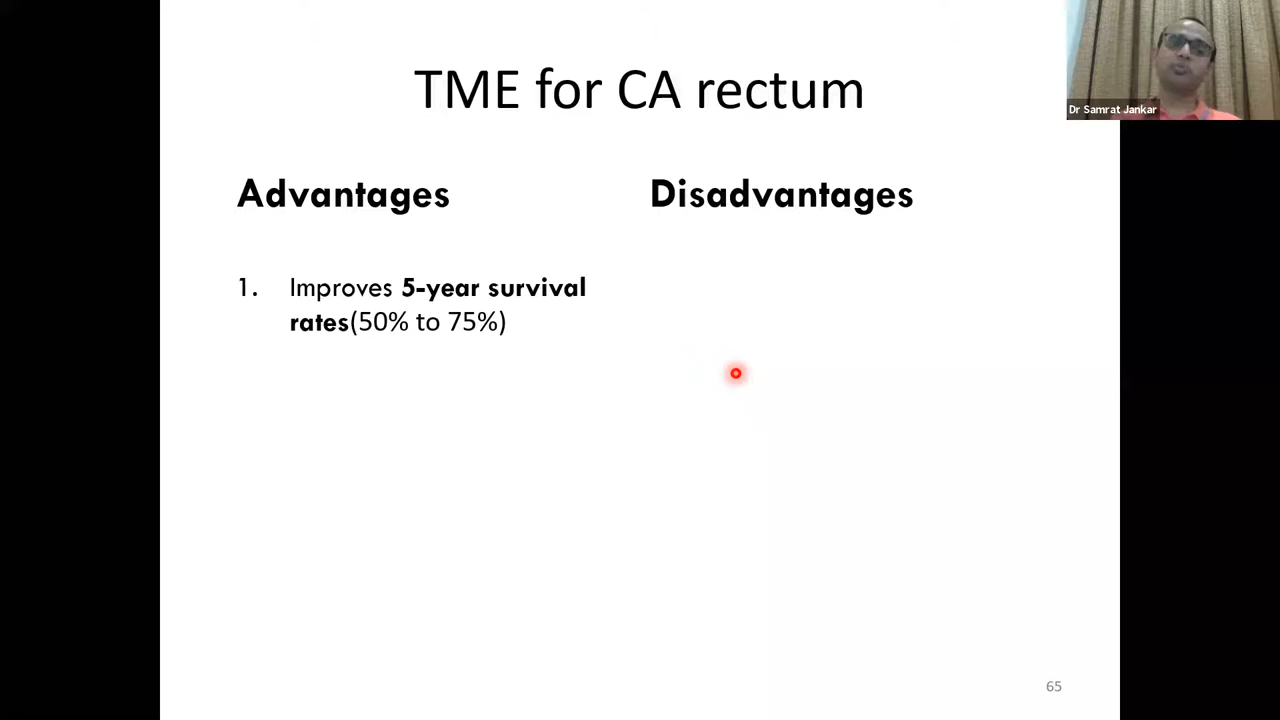 TME for CA rectum
Dr Samrat Jankar
Advantages
Disadvantages
1. Improves 5-year survival
rates(50% to 75%)
65